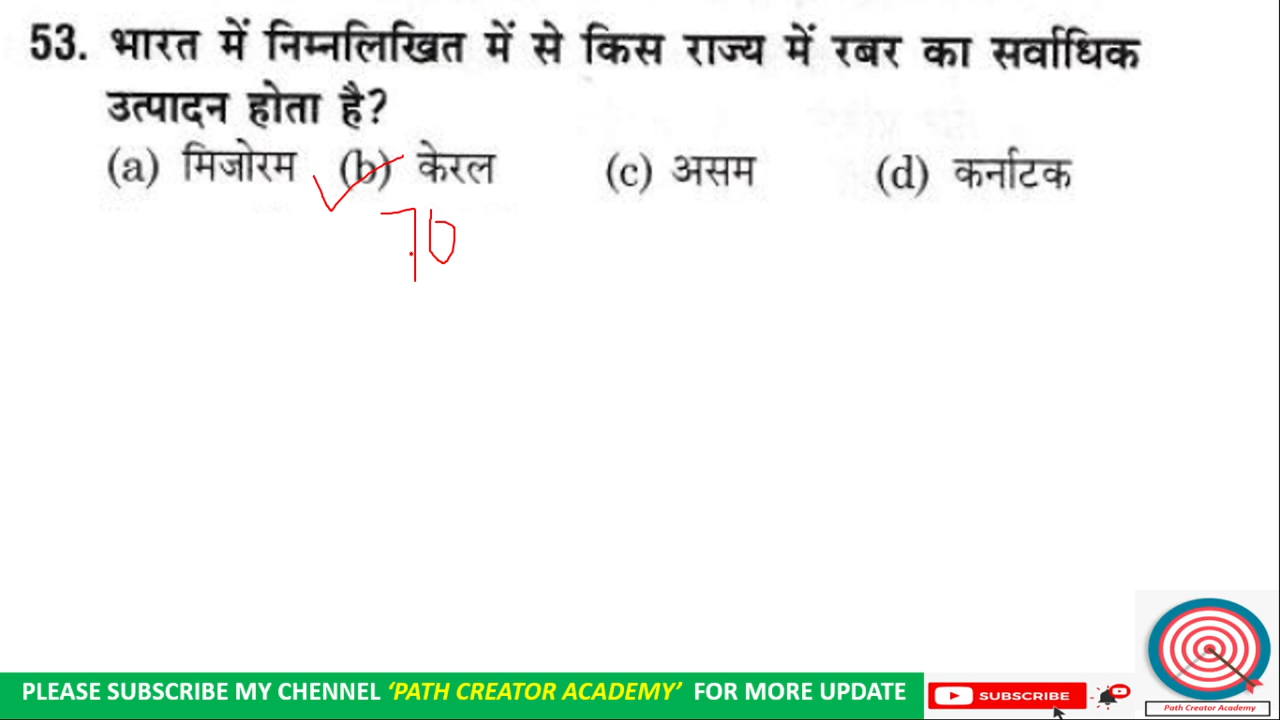 53. भारत में निम्नलिखित में से किस राज्य में रबर का सर्वाधिक
उत्पादन होता है?
(a) मिजोरम (b) केरल (c) असम (d) कर्नाटक
70
PLEASE SUBSCRIBE MY CHENNEL ‘PATH CREATOR ACADEMY’ FOR MORE UPDATE
SUBSCRIBE
Path Creator Academy